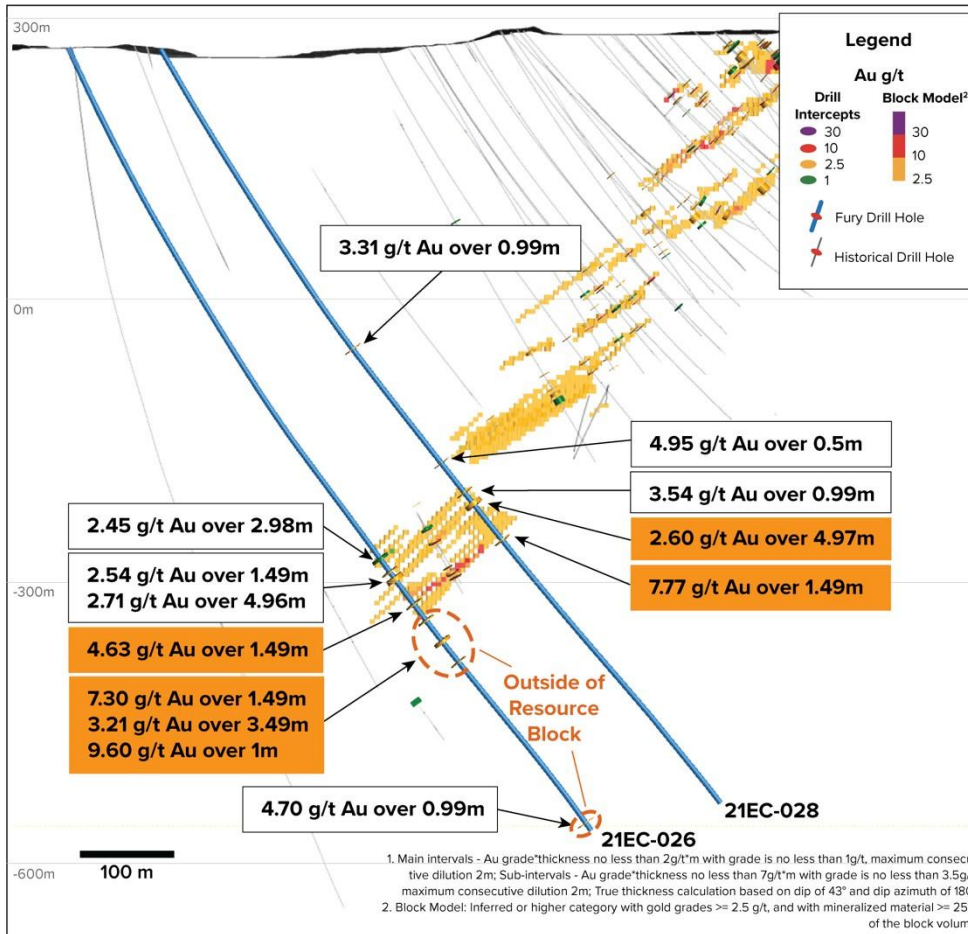 300m
0m
-300m
-600m
Legend
Au g/t
Drill Intercepts
30
10
2.5
1
Block Model²
30
10
2.5
Fury Drill Hole
Historical Drill Hole
3.31 g/t Au over 0.99m
4.95 g/t Au over 0.5m
3.54 g/t Au over 0.99m
2.60 g/t Au over 4.97m
7.77 g/t Au over 1.49m
2.45 g/t Au over 2.98m
2.54 g/t Au over 1.49m
2.71 g/t Au over 4.96m
4.63 g/t Au over 1.49m
7.30 g/t Au over 1.49m
3.21 g/t Au over 3.49m
9.60 g/t Au over 1m
Outside of
Resource
Block
4.70 g/t Au over 0.99m
21EC-028
21EC-026
100 m
1. Main intervals - Au grade*thickness no less than 2g/t*m with grade is no less than 1g/t, maximum consecu
tive dilution 2m; Sub-intervals - Au grade*thickness no less than 7g/t*m with grade is no less than 3.5g/
maximum consecutive dilution 2m; True thickness calculation based on dip of 43° and dip azimuth of 180
2. Block Model: Inferred or higher category with gold grades >= 2.5 g/t, and with mineralized material >= 25
of the block volum